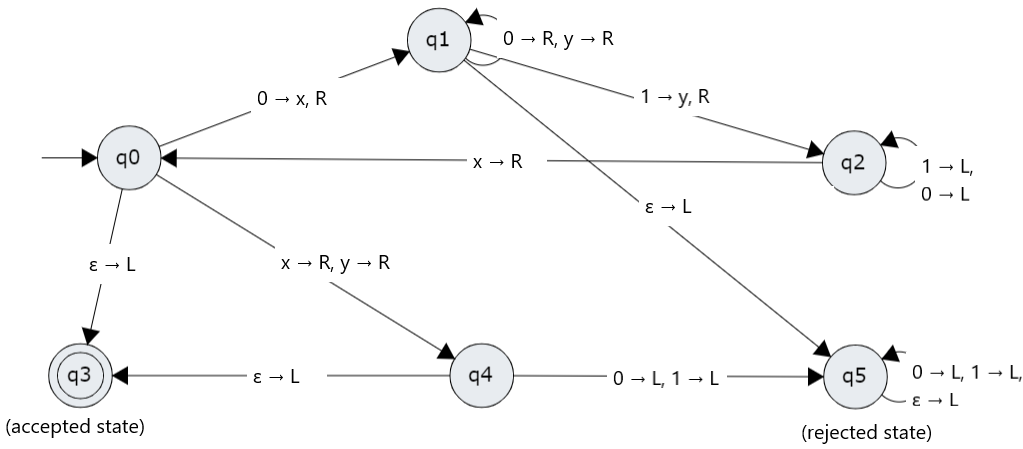 q1
0 → R, y → R
0 → x, R
1 → y, R
q0
x → R
q2
1 → L,
0 → L
ε → L
ε → L
x → R, y → R
q3
ε → L
q4
0 → L, 1 → L
q5
0 → L, 1 → L,
ε → L
(accepted state)
(rejected state)